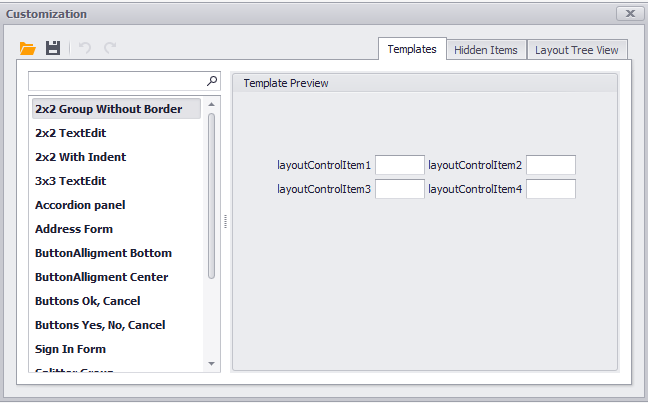 Customization
Templates
Hidden Items
Layout Tree View
Template Preview
2x2 Group Without Border
2x2 TextEdit
2x2 With Indent
3x3 TextEdit
Accordion panel
Address Form
ButtonAlligment Bottom
ButtonAlligment Center
Buttons Ok, Cancel
Buttons Yes, No, Cancel
Sign In Form
Splitter Group
layoutControlItem1
layoutControlItem2
layoutControlItem3
layoutControlItem4